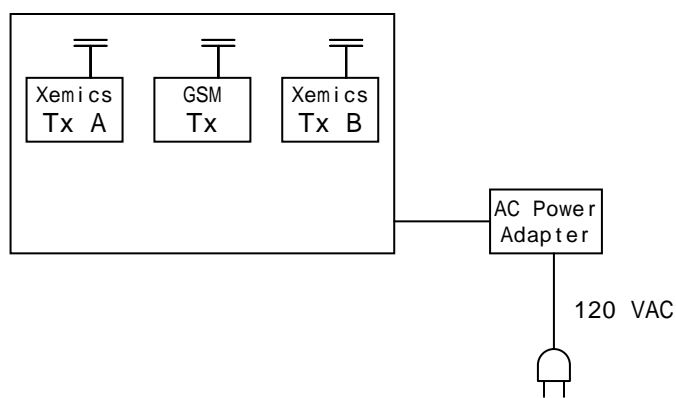 Xemics
Tx A
GSM
Tx
Xemics
Tx B
AC Power
Adapter
120 VAC